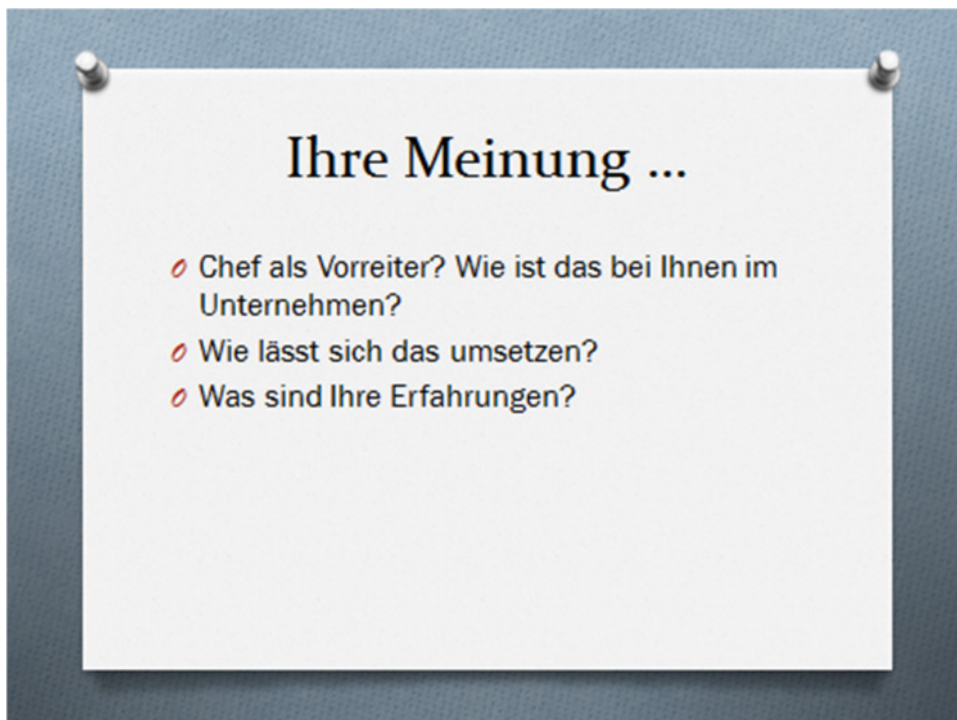 Ihre Meinung ...
Chef als Vorreiter? Wie ist das bei Ihnen im
Unternehmen?
Wie lässt sich das umsetzen?
Was sind Ihre Erfahrungen?